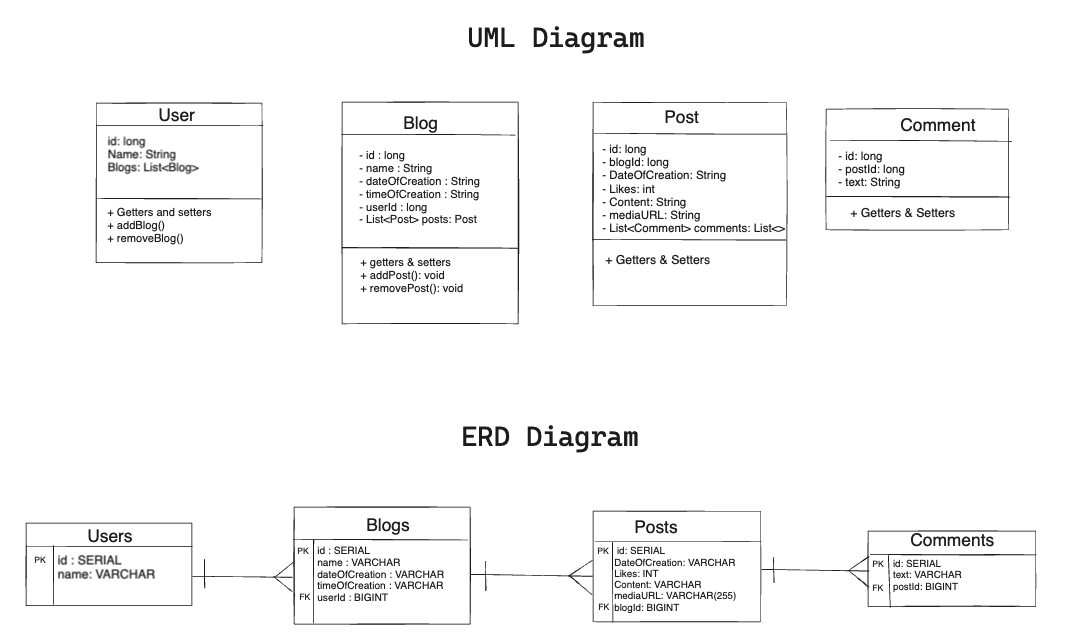 UML Diagram
User
id: long
Name: String
Blogs: List<Blog>
+ Getters and setters
+ addBlog()
+ removeBlog()
Blog
- id : long
- name : String
- dateOfCreation : String
- timeOfCreation : String
- userId : long
- List<Post> posts: Post
+ getters & setters
+ addPost(): void
+ removePost(): void
Post
- id: long
- blogId: long
- DateOfCreation: String
- Likes: int
- Content: String
- mediaURL: String
- List<Comment> comments: List<>
+ Getters & Setters
Comment
- id: long
- postId: long
- text: String
+ Getters & Setters
ERD Diagram
Users
PK id : SERIAL
name: VARCHAR
Blogs
PK id : SERIAL
name : VARCHAR
dateOfCreation : VARCHAR
timeOfCreation : VARCHAR
FK userId : BIGINT
Posts
PK id: SERIAL
DateOfCreation: VARCHAR
Likes: INT
Content: VARCHAR
mediaURL: VARCHAR(255)
FK blogId: BIGINT
Comments
PK id: SERIAL
text: VARCHAR
FK postId: BIGINT